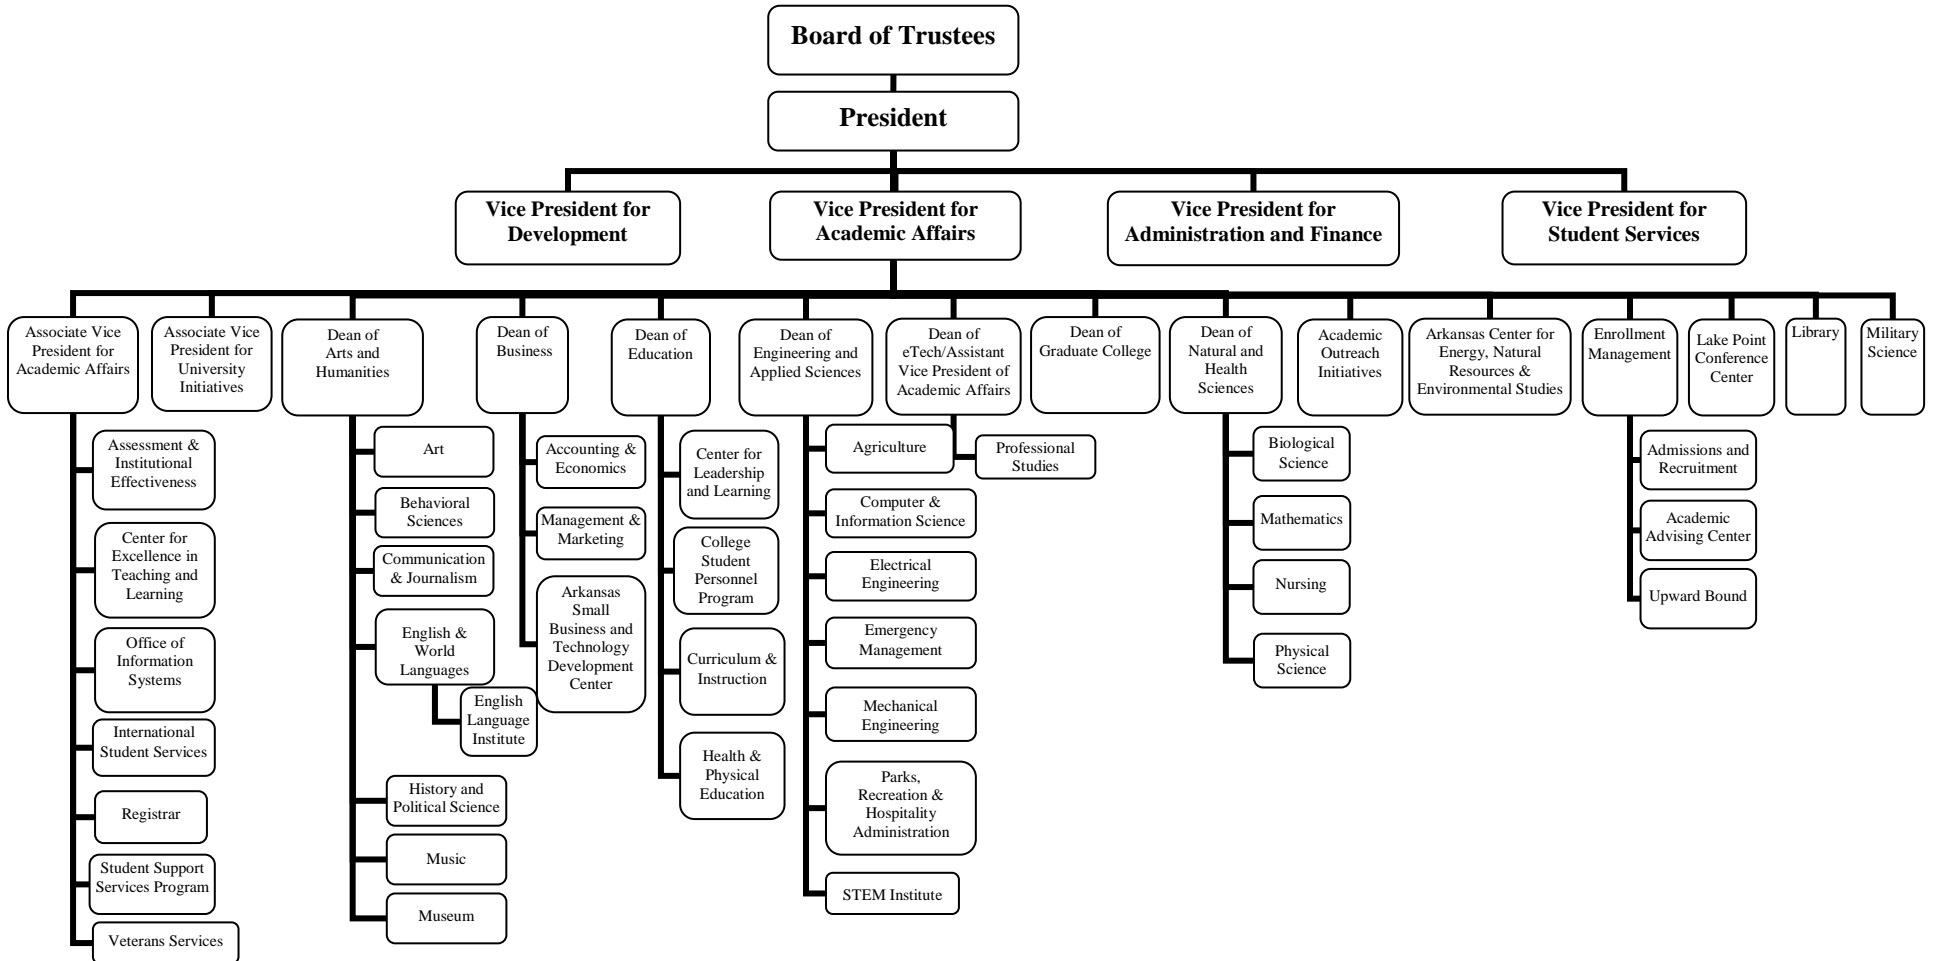 Board of Trustees
President
Vice President for
Development
Vice President for
Academic Affairs
Vice President for
Administration and Finance
Vice President for
Student Services
Associate Vice
President for
Academic Affairs
Associate Vice
President for
University
Initiatives
Dean of
Arts and
Humanities
Dean of
Business
Dean of
Education
Dean of
Engineering and
Applied Sciences
Dean of
eTech/Assistant
Vice President of
Academic Affairs
Dean of
Graduate College
Dean of
Natural and
Health
Sciences
Academic
Outreach
Initiatives
Arkansas Center for
Energy, Natural
Resources &
Environmental Studies
Enrollment
Management
Lake Point
Conference
Center
Library
Military
Science
Assessment &
Institutional
Effectiveness
Center for
Excellence in
Teaching and
Learning
Office of
Information
Systems
International
Student Services
Registrar
Student Support
Services Program
Veterans Services
Art
Behavioral
Sciences
Communication
& Journalism
English &
World
Languages
English
Language
Institute
History and
Political Science
Music
Museum
Accounting &
Economics
Management &
Marketing
Arkansas
Small
Business and
Technology
Development
Center
Center for
Leadership
and Learning
College
Student
Personnel
Program
Curriculum &
Instruction
Health &
Physical
Education
Agriculture
Computer &
Information Science
Electrical
Engineering
Emergency
Management
Mechanical
Engineering
Parks,
Recreation &
Hospitality
Administration
STEM Institute
Professional
Studies
Biological
Science
Mathematics
Nursing
Physical
Science
Admissions and
Recruitment
Academic
Advising Center
Upward Bound